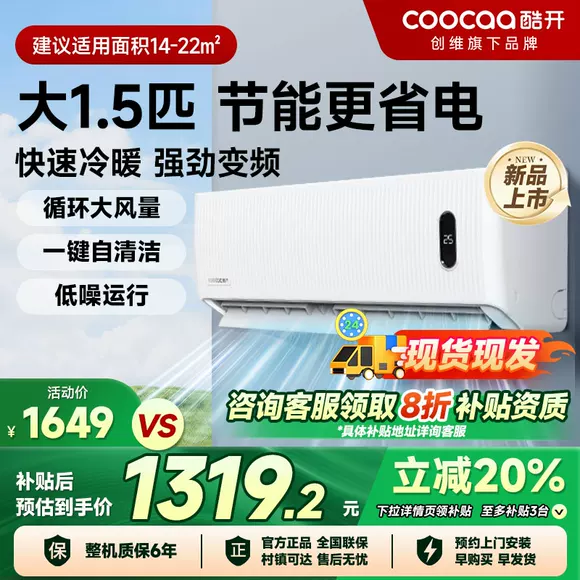 建议适用面积14-22㎡
coocaa 酷开
创维旗下品牌
大1.5匹 节能更省电
快速冷暖 强劲变频
循环大风量
一键自清洁
低噪运行
NEW
新品
上市
25
24
现货现发
咨询客服领取8折补贴资质
*具体补贴地址详询客服
活动价
¥1649
VS
补贴后
预估到手价
1319.2元
立减20%
下拉详情页领补贴 至多补贴3台
保 整机质保6年
正 官方正品 全国联保
村镇可达 售后无忧
预约上门安装
早购买 早发货